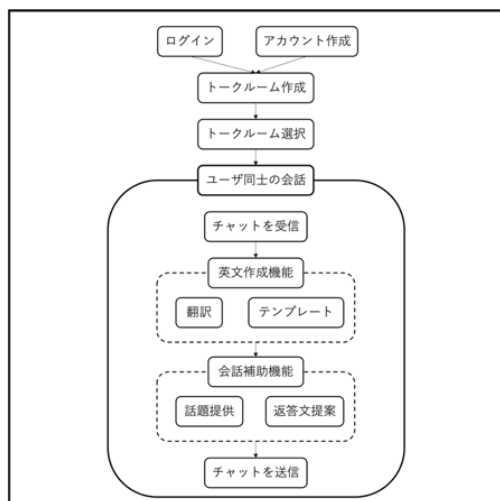 ログイン
アカウント作成
トークルーム作成
トークルーム選択
ユーザ同士の会話
チャットを受信
英文作成機能
翻訳
テンプレート
会話補助機能
話題提供
返答文提案
チャットを送信